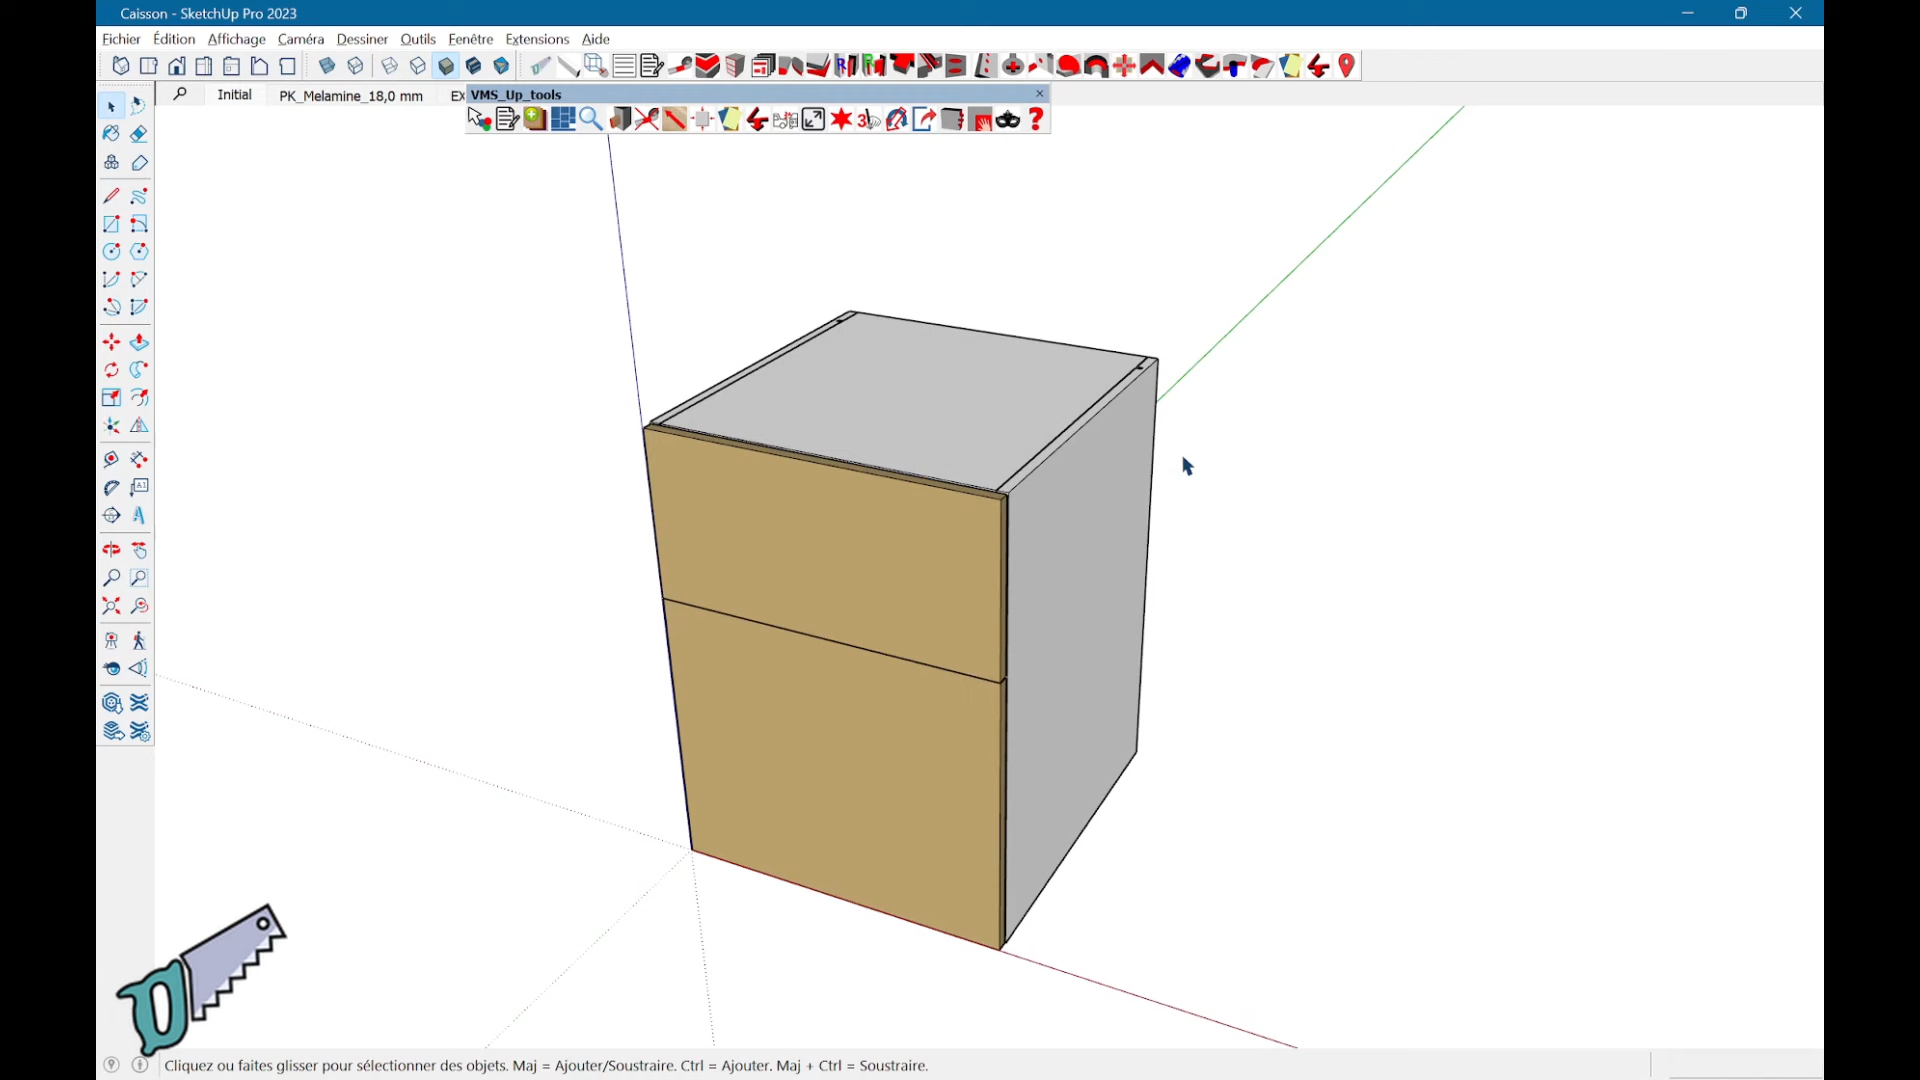 Caisson - SketchUp Pro 2023
Fichier Édition Affichage Caméra Dessiner Outils Fenêtre Extensions Aide
Initial PK_Melamine_18,0 mm EX
VMS_Up_tools
Cliquez ou faites glisser pour sélectionner des objets. Maj = Ajouter/Soustraire. Ctrl = Ajouter. Maj + Ctrl = Soustraire.